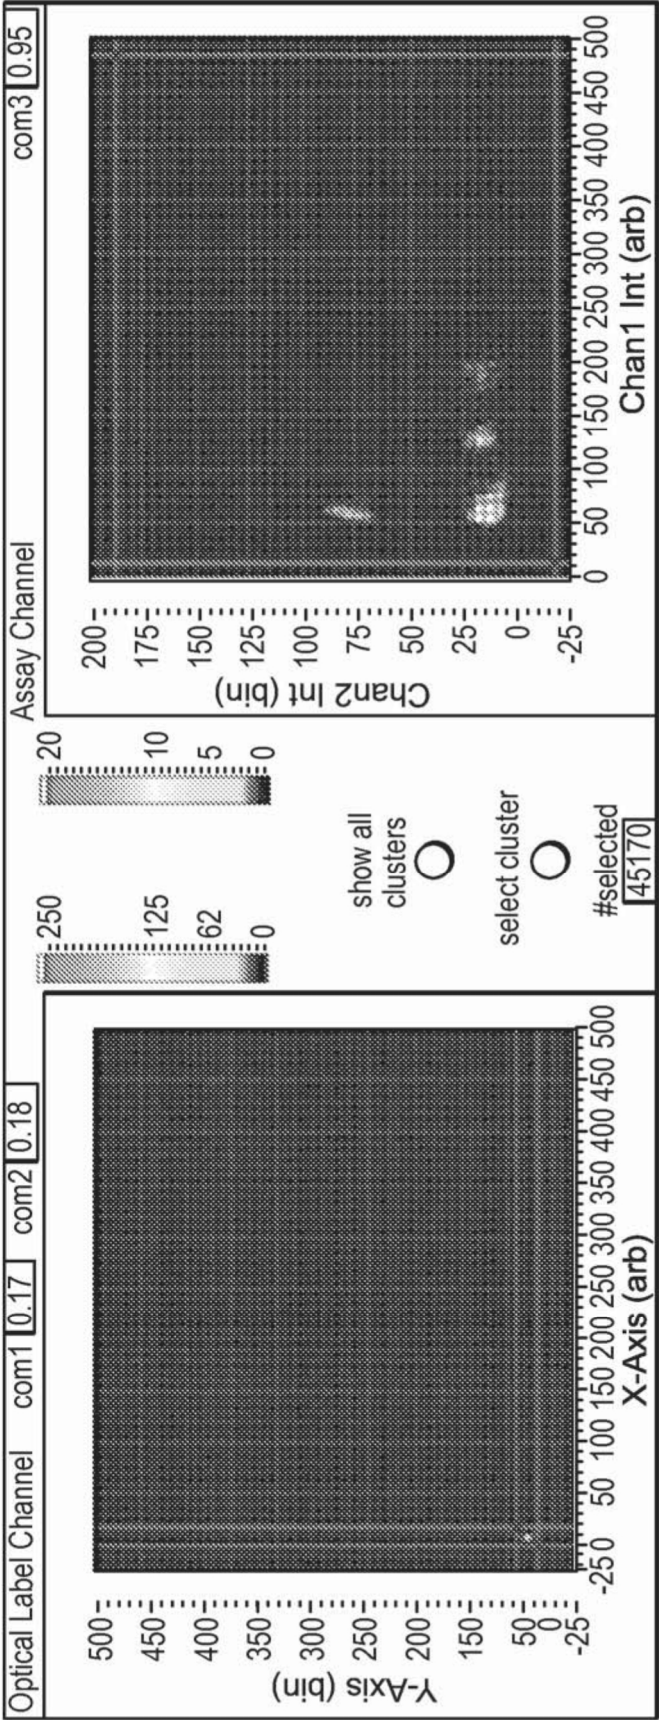 Optical Label Channel com1 0.17 com2 0.18
500
450
400
350
300
250
200
150
50
0
-25
Y-Axis (bin)
-25 0 50 100 150 200 250 300 350 400 450 500
X-Axis (arb)
250
125
62
0
20
10
5
0
show all
clusters
select cluster
#selected
45170
Assay Channel com3 0.95
200
175
150
125
100
75
50
25
0
-25
Chan2 Int (bin)
0 50 100 150 200 250 300 350 400 450 500
Chan1 Int (arb)